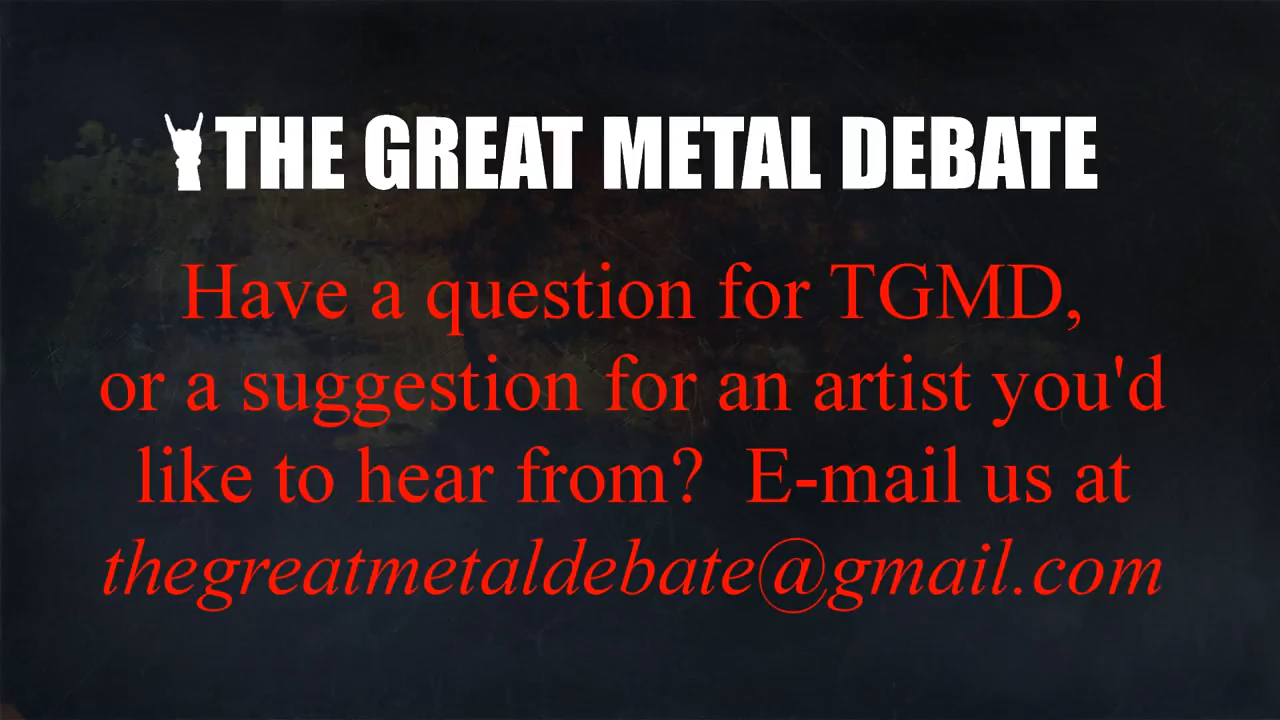 THE GREAT METAL DEBATE
Have a question for TGMD,
or a suggestion for an artist you'd
like to hear from?  E-mail us at
thegreatmetaldebate@gmail.com